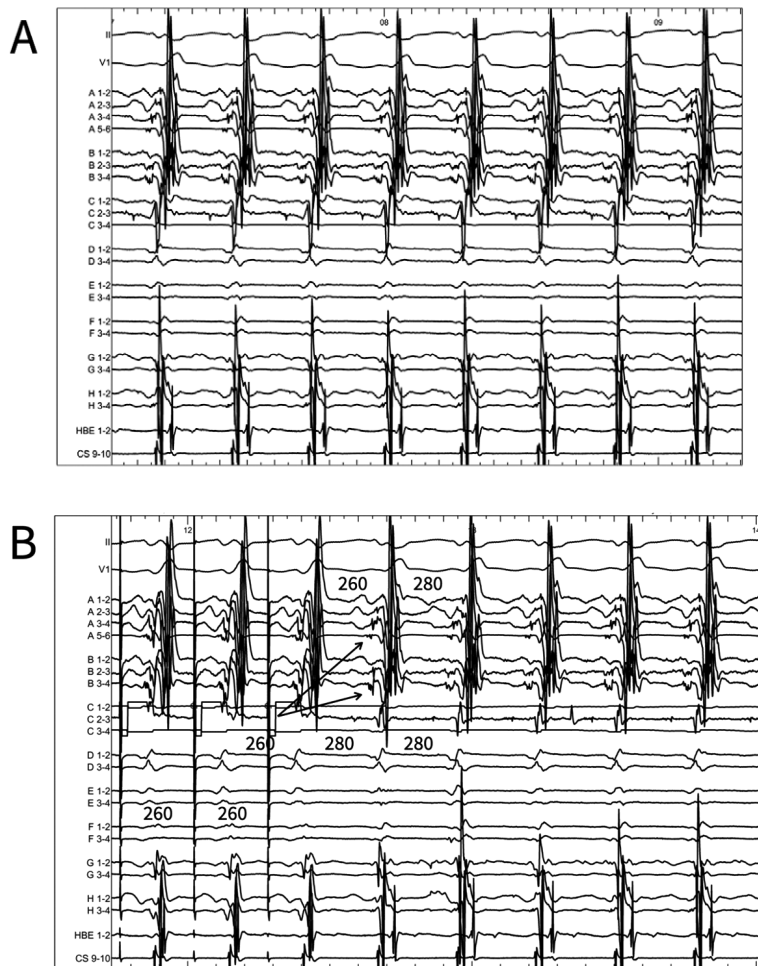 A
08
09
II
V1
A 1-2
A 2-3
A 3-4
A 5-6
B 1-2
B 2-3
B 3-4
C 1-2
C 2-3
C 3-4
D 1-2
D 3-4
E 1-2
E 3-4
F 1-2
F 3-4
G 1-2
G 3-4
H 1-2
H 3-4
HBE 1-2
CS 9-10
B
12
14
II
V1
260 280
A 1-2
A 2-3
A 3-4
A 5-6
B 1-2
B 2-3
B 3-4
C 1-2
C 2-3
C 3-4
260 280 280
D 1-2
D 3-4
E 1-2
E 3-4
260 260
F 1-2
F 3-4
G 1-2
G 3-4
H 1-2
H 3-4
HBE 1-2
CS 9-10